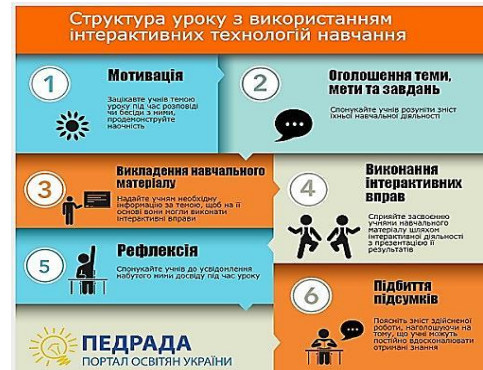 Структура уроку з використанням
інтерактивних технологій навчання
1
Мотивація
Зацікавте учнів темою
уроку під час розповіді
чи бесіди з ними,
продемонструйте
наочність
2
Оголошення теми,
мети та завдань
Спонукайте учнів розуміти зміст
їхньої навчальної діяльності
3
Викладення навчального
матеріалу
Надайте учням необхідну
інформацію за темою, щоб на її
основі вони могли виконати
інтерактивні вправи
4
Виконання
інтерактивних
вправ
Сприяйте засвоєнню
учнями навчального
матеріалу шляхом
інтерактивної діяльності
з презентацією її
результатів
5
Рефлексія
Спонукайте учнів до усвідомлення
набутого ними досвіду під час уроку
6
Підбиття
підсумків
Поясніть зміст здійсненої
роботи, наголошуючи на
тому, що учні можуть
постійно вдосконалювати
отримані знання
ПЕДРАДА
ПОРТАЛ ОСВІТЯН УКРАЇНИ